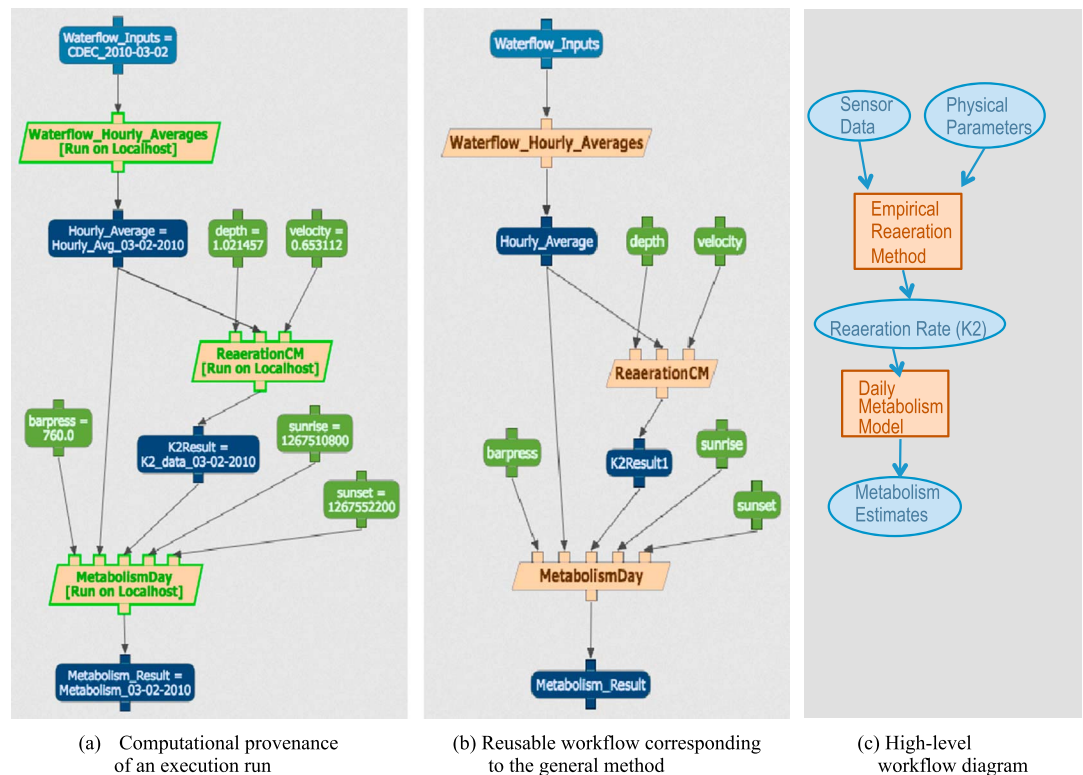 Waterflow_Inputs =
CDEC_2010-03-02
Waterflow_Hourly_Averages
[Run on Localhost]
Hourly_Average =
Hourly_Avg_03-02-2010
depth =
1.021457
velocity =
0.653112
ReaerationCM
[Run on Localhost]
barpress =
760.0
K2Result =
K2_data_03-02-2010
sunrise =
1267510800
sunset =
1267552200
MetabolismDay
[Run on Localhost]
Metabolism_Result =
Metabolism_03-02-2010
(a) Computational provenance
of an execution run
Waterflow_Inputs
Waterflow_Hourly_Averages
Hourly_Average
depth
velocity
ReaerationCM
barpress
K2Result1
sunrise
sunset
MetabolismDay
Metabolism_Result
(b) Reusable workflow corresponding
to the general method
Sensor
Data
Physical
Parameters
Empirical
Reaeration
Method
Reaeration Rate (K2)
Daily
Metabolism
Model
Metabolism
Estimates
(c) High-level
workflow diagram